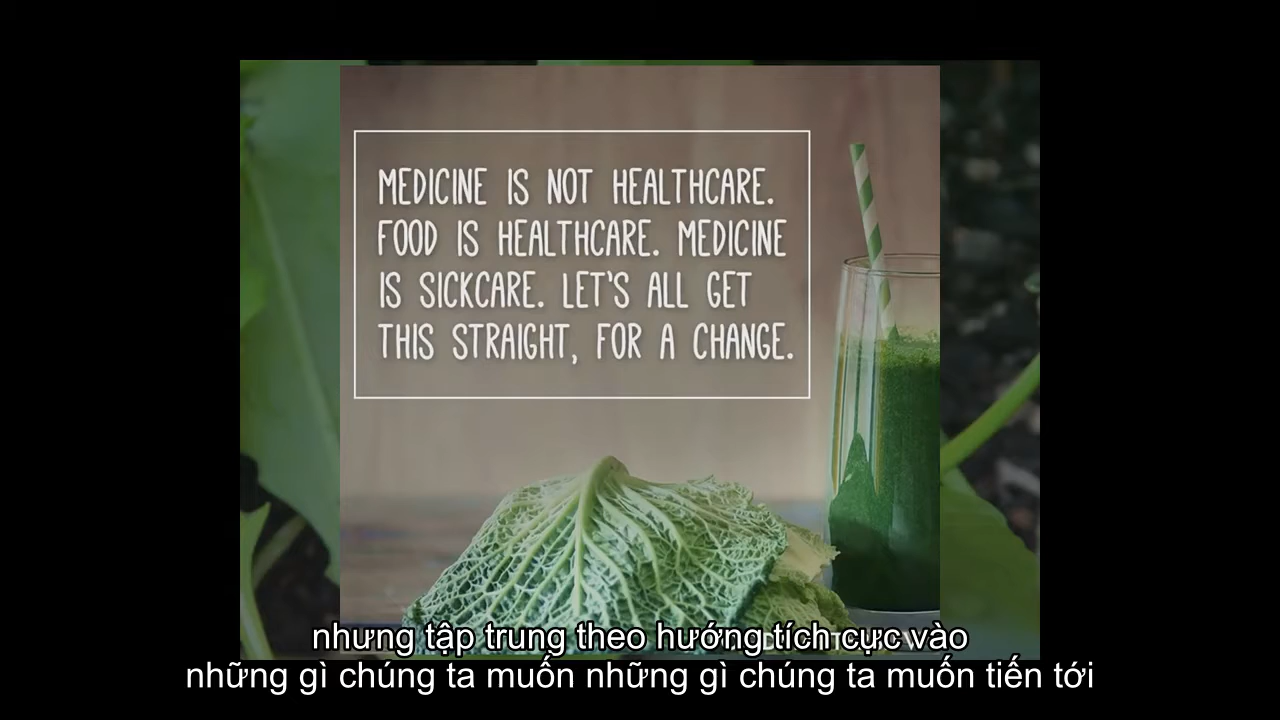 MEDICINE IS NOT HEALTHCARE.
FOOD IS HEALTHCARE. MEDICINE
IS SICKCARE. LET'S ALL GET
THIS STRAIGHT, FOR A CHANGE.
nhưng tập trung theo hướng tích cực vào
những gì chúng ta muốn những gì chúng ta muốn tiến tới